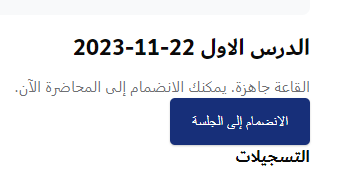 الدرس الاول 22-11-2023
القاعة جاهزة. يمكنك الانضمام إلى المحاضرة الآن.
الانضمام إلى الجلسة
التسجيلات